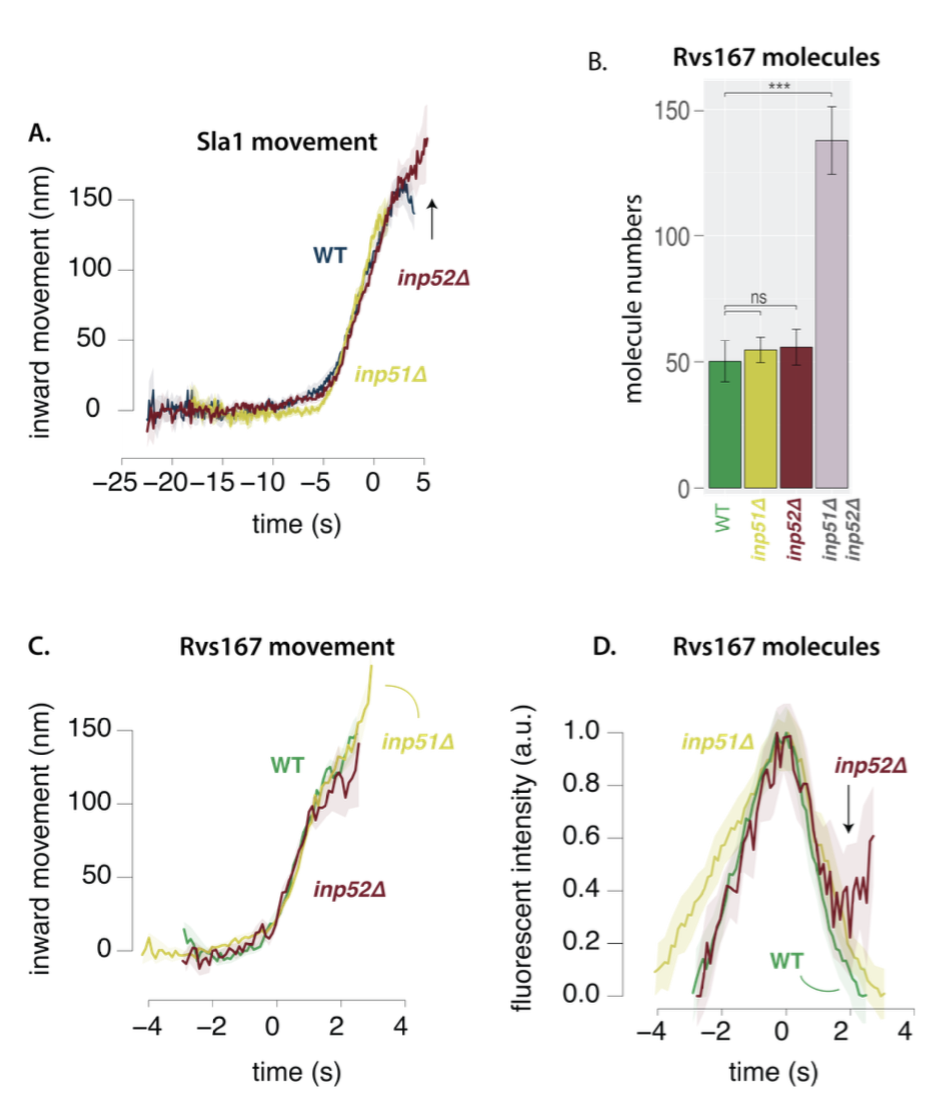 A.
Sla1 movement
inward movement (nm)
150
100
50
0
WT
inp52Δ
inp51Δ
−25 −20 −15 −10 −5 0 5
time (s)
B.
Rvs167 molecules
molecule numbers
150
100
50
0
***
ns
WT
inp51Δ
inp52Δ
inp51Δ
inp52Δ
C.
Rvs167 movement
inward movement (nm)
150
100
50
0
inp51Δ
WT
inp52Δ
−4 −2 0 2 4
time (s)
D.
Rvs167 molecules
fluorescent intensity (a.u.)
1.0
0.8
0.6
0.4
0.2
0.0
inp51Δ
inp52Δ
WT
−4 −2 0 2 4
time (s)